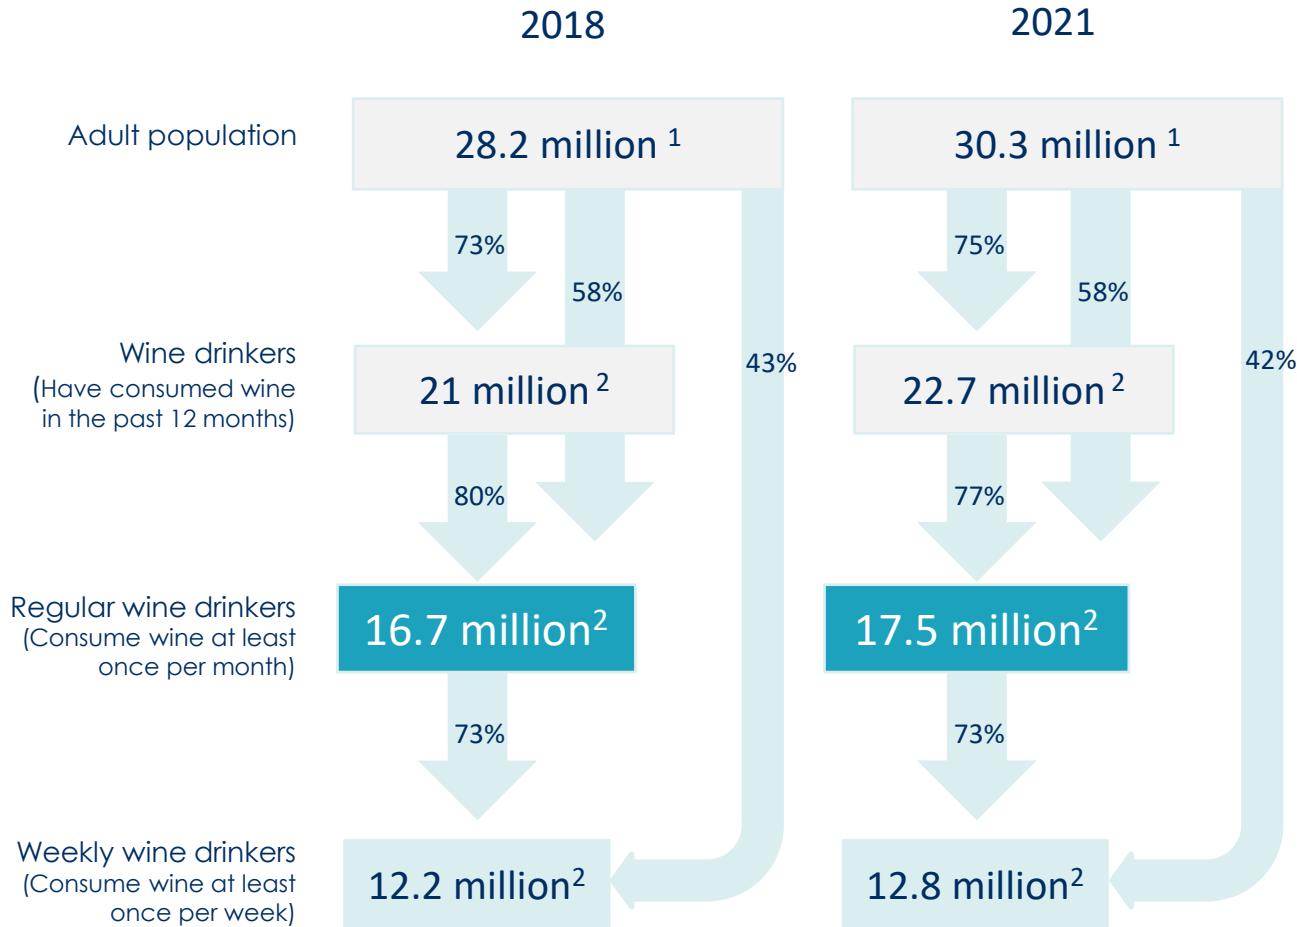 2018
2021
Adult population
28.2 million 1
30.3 million 1
73%
75%
58%
58%
Wine drinkers
(Have consumed wine
in the past 12 months)
43%
42%
21 million 2
22.7 million 2
80%
77%
Regular wine drinkers
(Consume wine at least
once per month)
16.7 million2
17.5 million2
73%
73%
Weekly wine drinkers
(Consume wine at least
once per week)
12.2 million2
12.8 million2